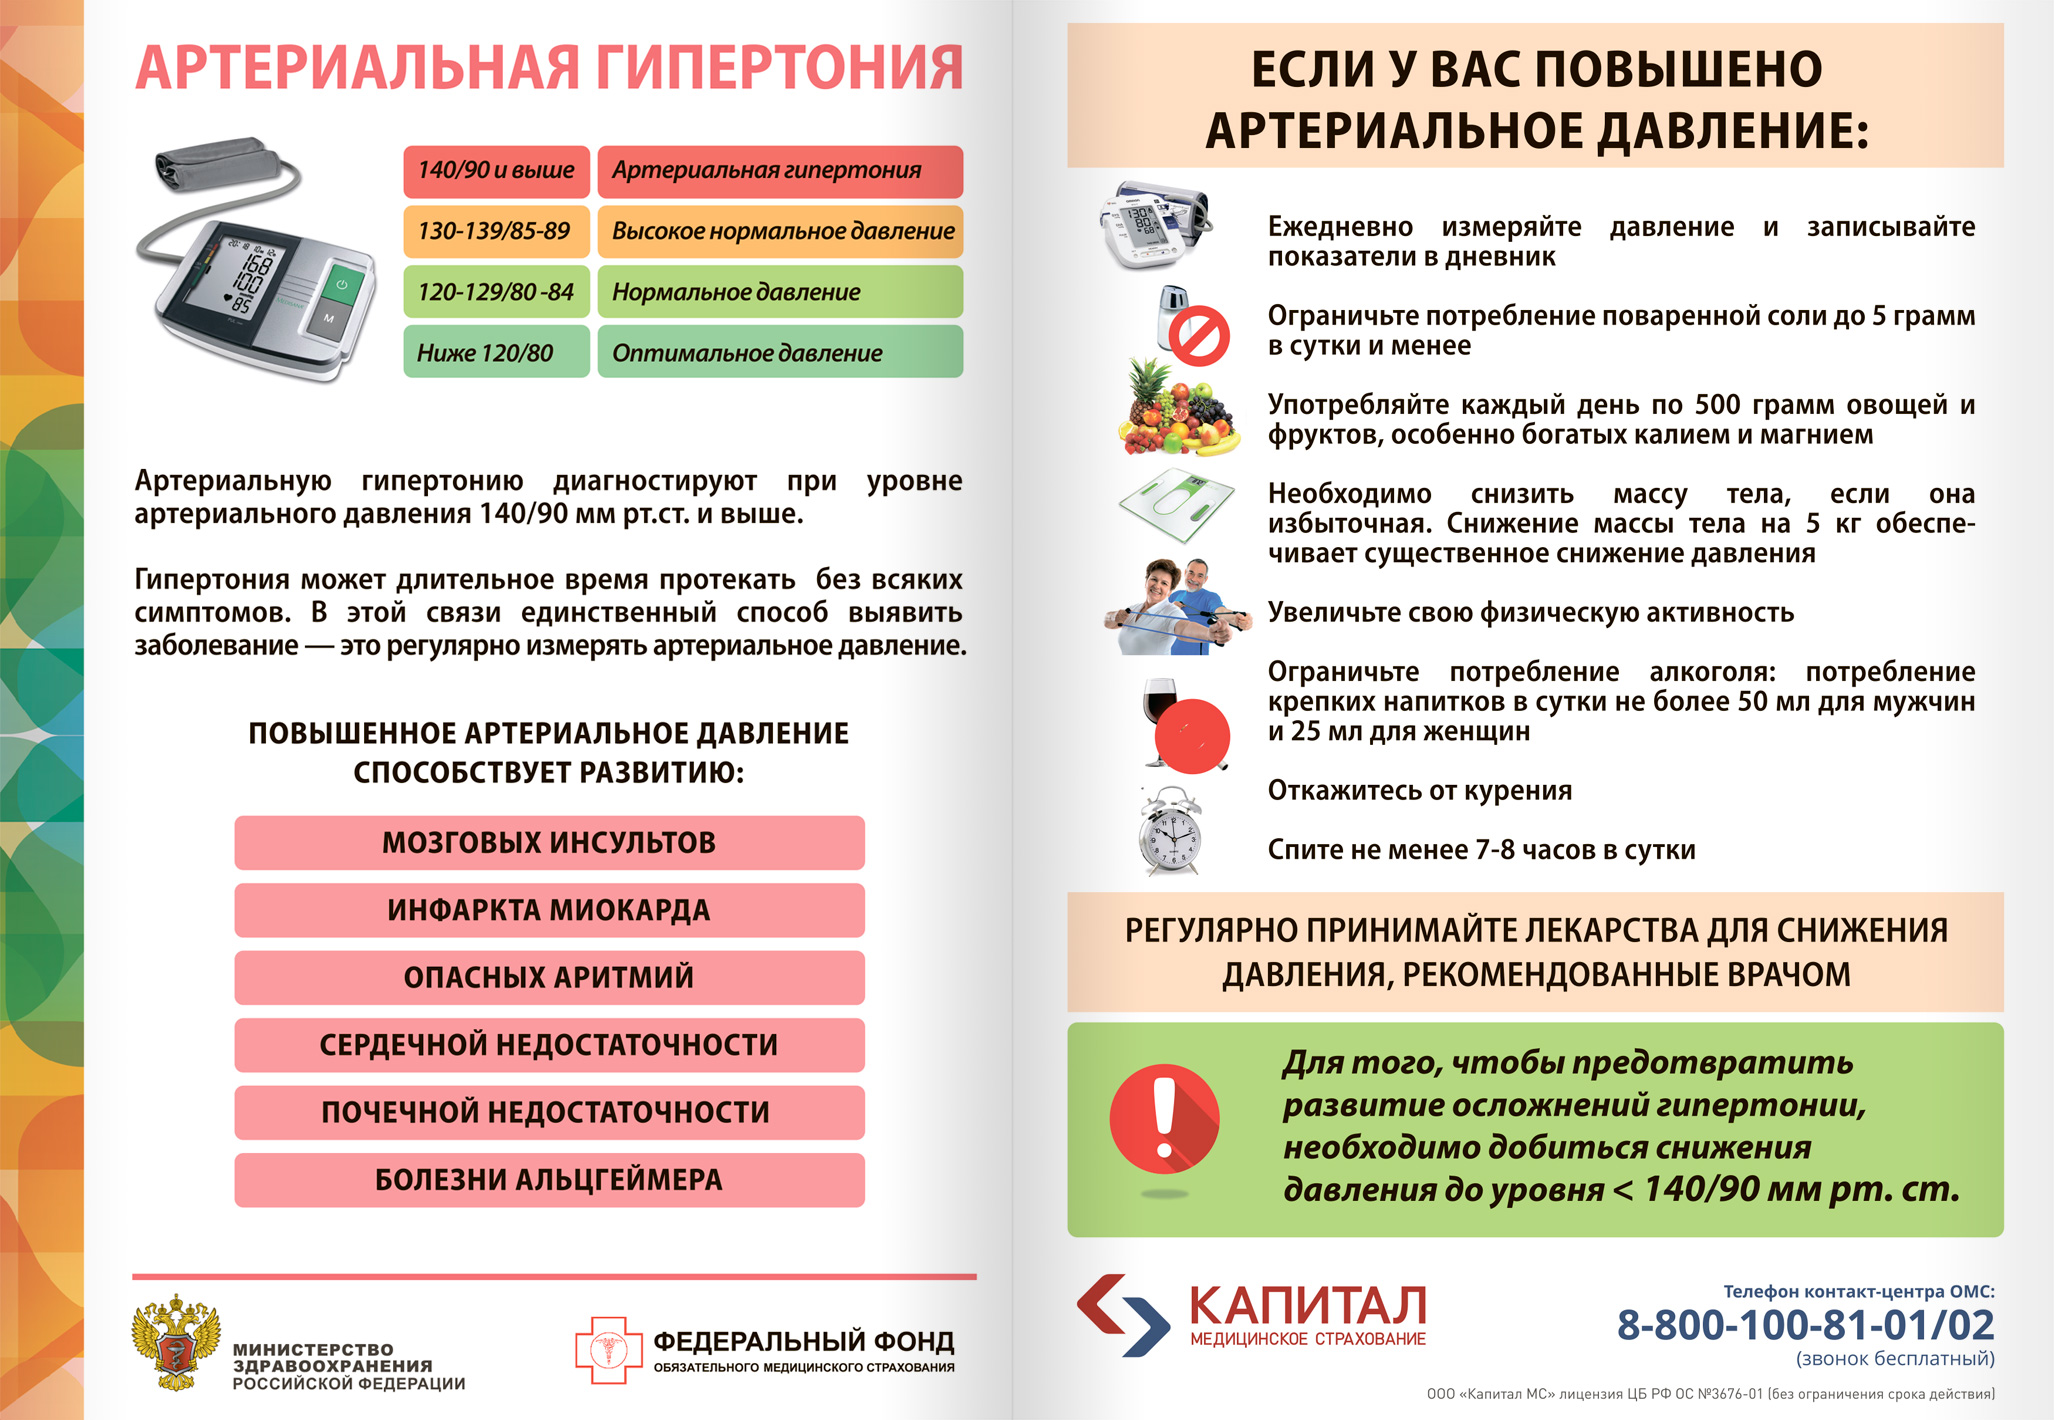 АРТЕРИАЛЬНАЯ ГИПЕРТОНИЯ
140/90 и выше Артериальная гипертония
130-139/85-89 Высокое нормальное давление
120-129/80 -84 Нормальное давление
Ниже 120/80 Оптимальное давление
168
100
85
M
Артериальную гипертонию диагностируют при уровне
артериального давления 140/90 мм рт.ст. и выше.
Гипертония может длительное время протекать без всяких
симптомов. В этой связи единственный способ выявить
заболевание — это регулярно измерять артериальное давление.
ПОВЫШЕННОЕ АРТЕРИАЛЬНОЕ ДАВЛЕНИЕ
СПОСОБСТВУЕТ РАЗВИТИЮ:
МОЗГОВЫХ ИНСУЛЬТОВ
ИНФАРКТА МИОКАРДА
ОПАСНЫХ АРИТМИЙ
СЕРДЕЧНОЙ НЕДОСТАТОЧНОСТИ
ПОЧЕЧНОЙ НЕДОСТАТОЧНОСТИ
БОЛЕЗНИ АЛЬЦГЕЙМЕРА
МИНИСТЕРСТВО
ЗДРАВООХРАНЕНИЯ
РОССИЙСКОЙ ФЕДЕРАЦИИ
ФЕДЕРАЛЬНЫЙ ФОНД
ОБЯЗАТЕЛЬНОГО МЕДИЦИНСКОГО СТРАХОВАНИЯ
ЕСЛИ У ВАС ПОВЫШЕНО
АРТЕРИАЛЬНОЕ ДАВЛЕНИЕ:
Ежедневно измеряйте давление и записывайте
показатели в дневник
Ограничьте потребление поваренной соли до 5 грамм
в сутки и менее
Употребляйте каждый день по 500 грамм овощей и
фруктов, особенно богатых калием и магнием
Необходимо снизить массу тела, если она
избыточная. Снижение массы тела на 5 кг обеспе-
чивает существенное снижение давления
Увеличьте свою физическую активность
Ограничьте потребление алкоголя: потребление
крепких напитков в сутки не более 50 мл для мужчин
и 25 мл для женщин
Откажитесь от курения
Спите не менее 7-8 часов в сутки
РЕГУЛЯРНО ПРИНИМАЙТЕ ЛЕКАРСТВА ДЛЯ СНИЖЕНИЯ
ДАВЛЕНИЯ, РЕКОМЕНДОВАННЫЕ ВРАЧОМ
Для того, чтобы предотвратить
развитие осложнений гипертонии,
необходимо добиться снижения
давления до уровня < 140/90 мм рт. ст.
КАПИТАЛ
МЕДИЦИНСКОЕ СТРАХОВАНИЕ
Телефон контакт-центра ОМС:
8-800-100-81-01/02
(звонок бесплатный)
ООО «Капитал МС» лицензия ЦБ РФ ОС №3676-01 (без ограничения срока действия)